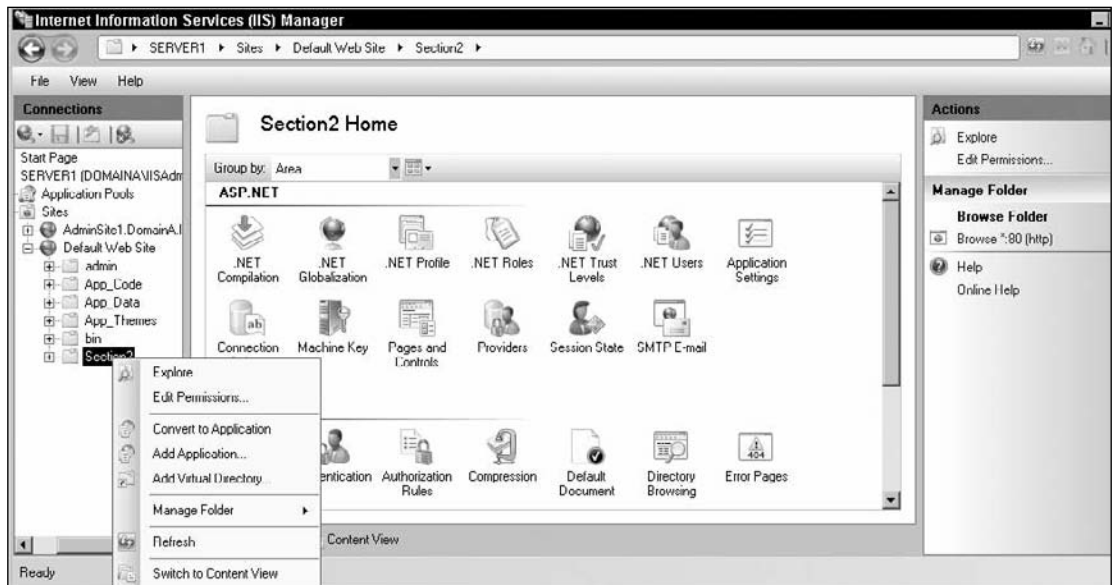 Internet Information Services (IIS) Manager
SERVER1 Sites Default Web Site Section2
File View Help
Connections
Start Page
SERVER1 (DOMAINA\IISAdm
Application Pools
Sites
AdminSite1.DomainA.l
Default Web Site
admin
App_Code
App_Data
App_Themes
bin
Section2
Explore
Edit Permissions...
Convert to Application
Add Application...
Add Virtual Directory...
Manage Folder
Refresh
Switch to Content View
Ready
Section2 Home
Group by: Area
ASP.NET
.NET Compilation
.NET Globalization
.NET Profile
.NET Roles
.NET Trust Levels
.NET Users
Application Settings
ab
Connection
Machine Key
Pages and Controls
Providers
Session State
SMTP E-mail
entication
Authorization Rules
Compression
Default Document
Directory Browsing
404
Error Pages
Content View
Actions
Explore
Edit Permissions...
Manage Folder
Browse Folder
Browse *:80 (http)
Help
Online Help